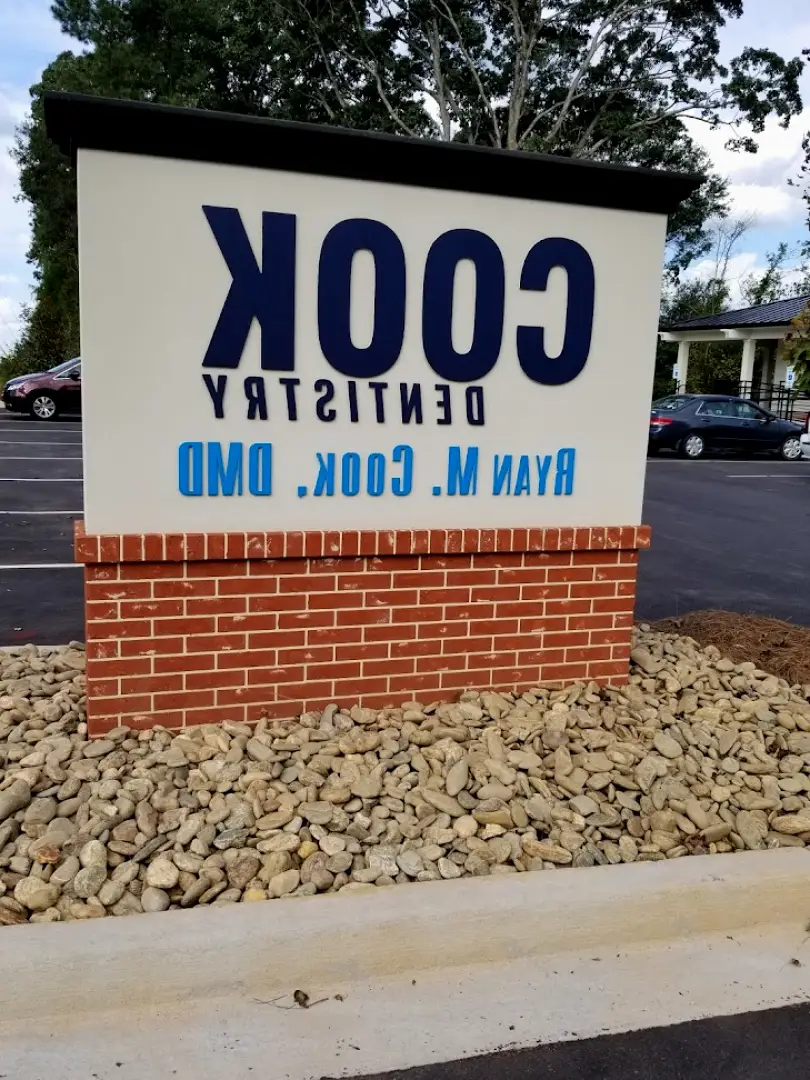 COOK
DENTISTRY
RYAN M. COOK, DMD